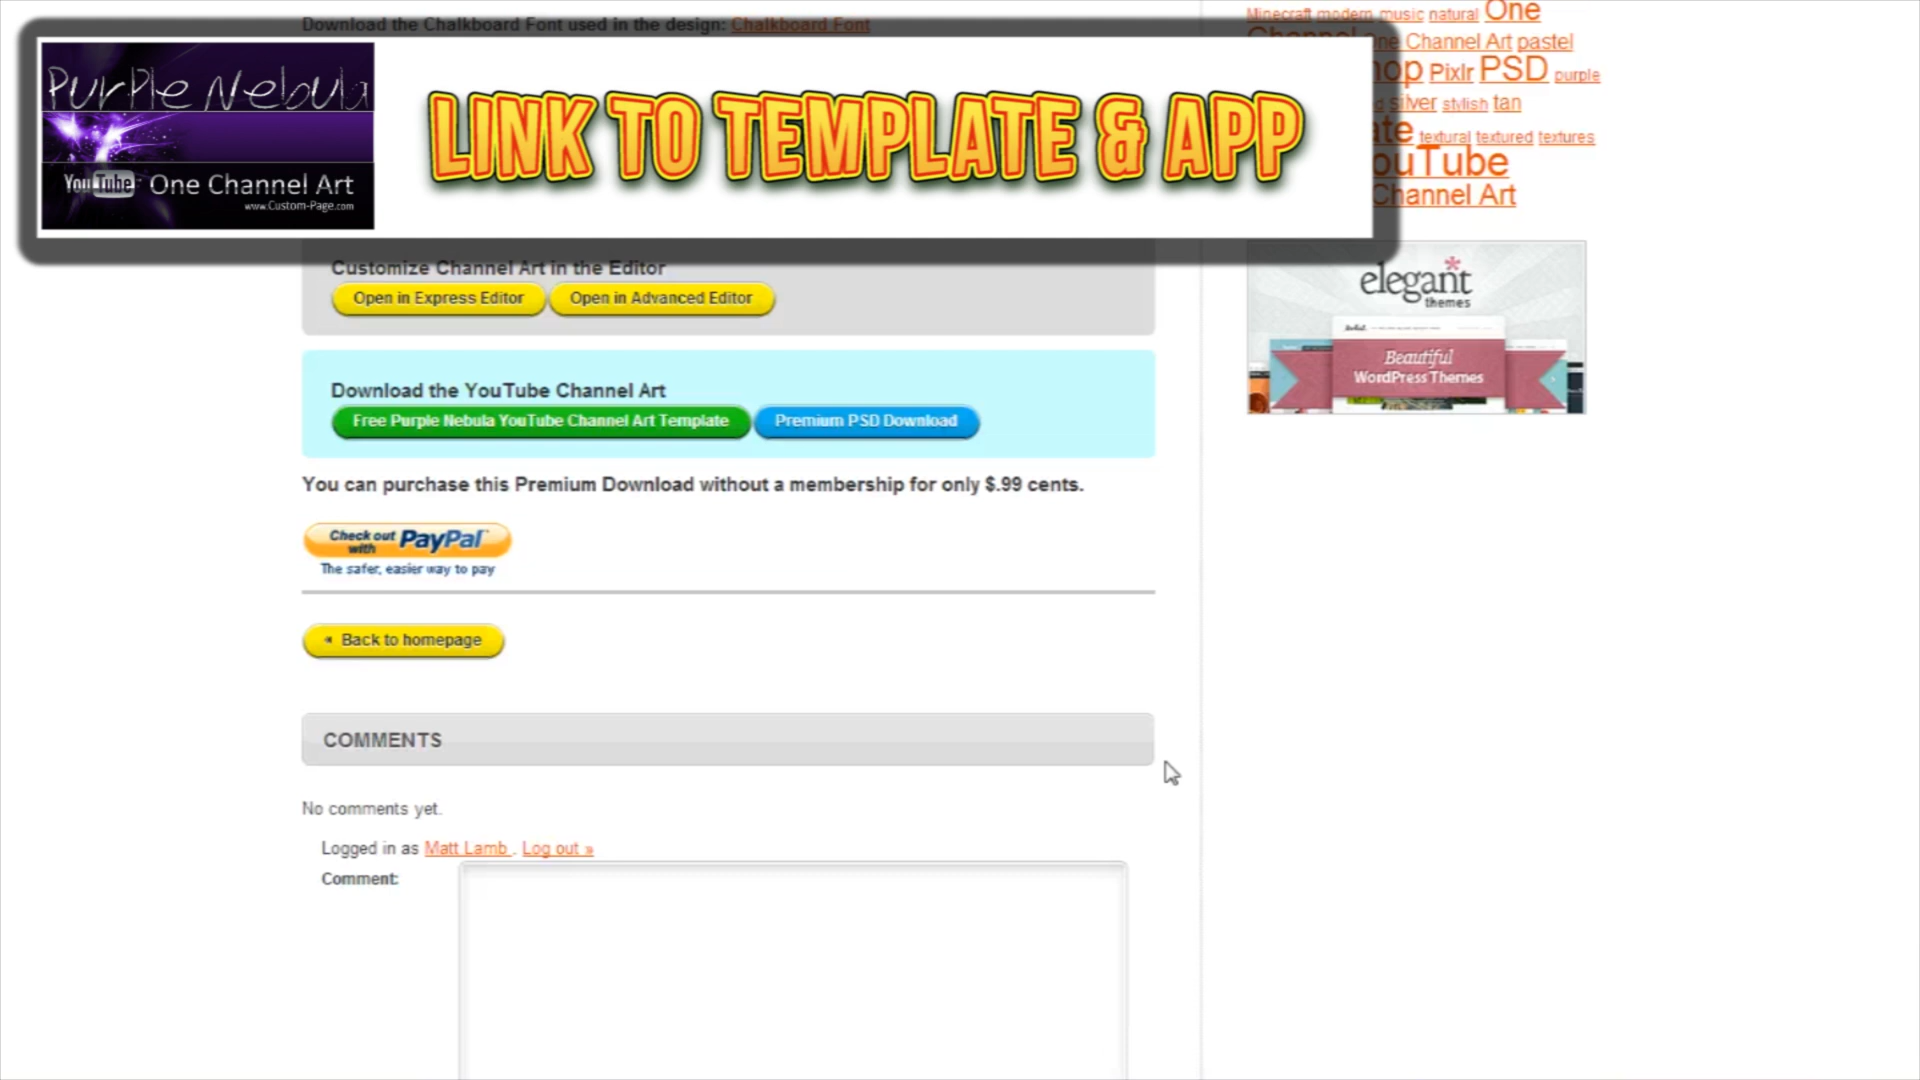 Download the Chalkboard Font used in the design: Chalkboard Font
Purple Nebula
YouTube One Channel Art
www.Custom-Page.com
LINK TO TEMPLATE & APP
Customize Channel Art in the Editor
Open in Express Editor
Open in Advanced Editor
Download the YouTube Channel Art
Free Purple Nebula YouTube Channel Art Template
Premium PSD Download
You can purchase this Premium Download without a membership for only $.99 cents.
Check out with PayPal
The safer, easier way to pay
« Back to homepage
COMMENTS
No comments yet.
Logged in as Matt Lamb. Log out »
Comment:
Minecraft modern music natural One
Channel One Channel Art pastel
Pixlr PSD purple
silver stylish tan
textural textured textures
YouTube
Channel Art
elegant
themes
Beautiful
WordPress Themes